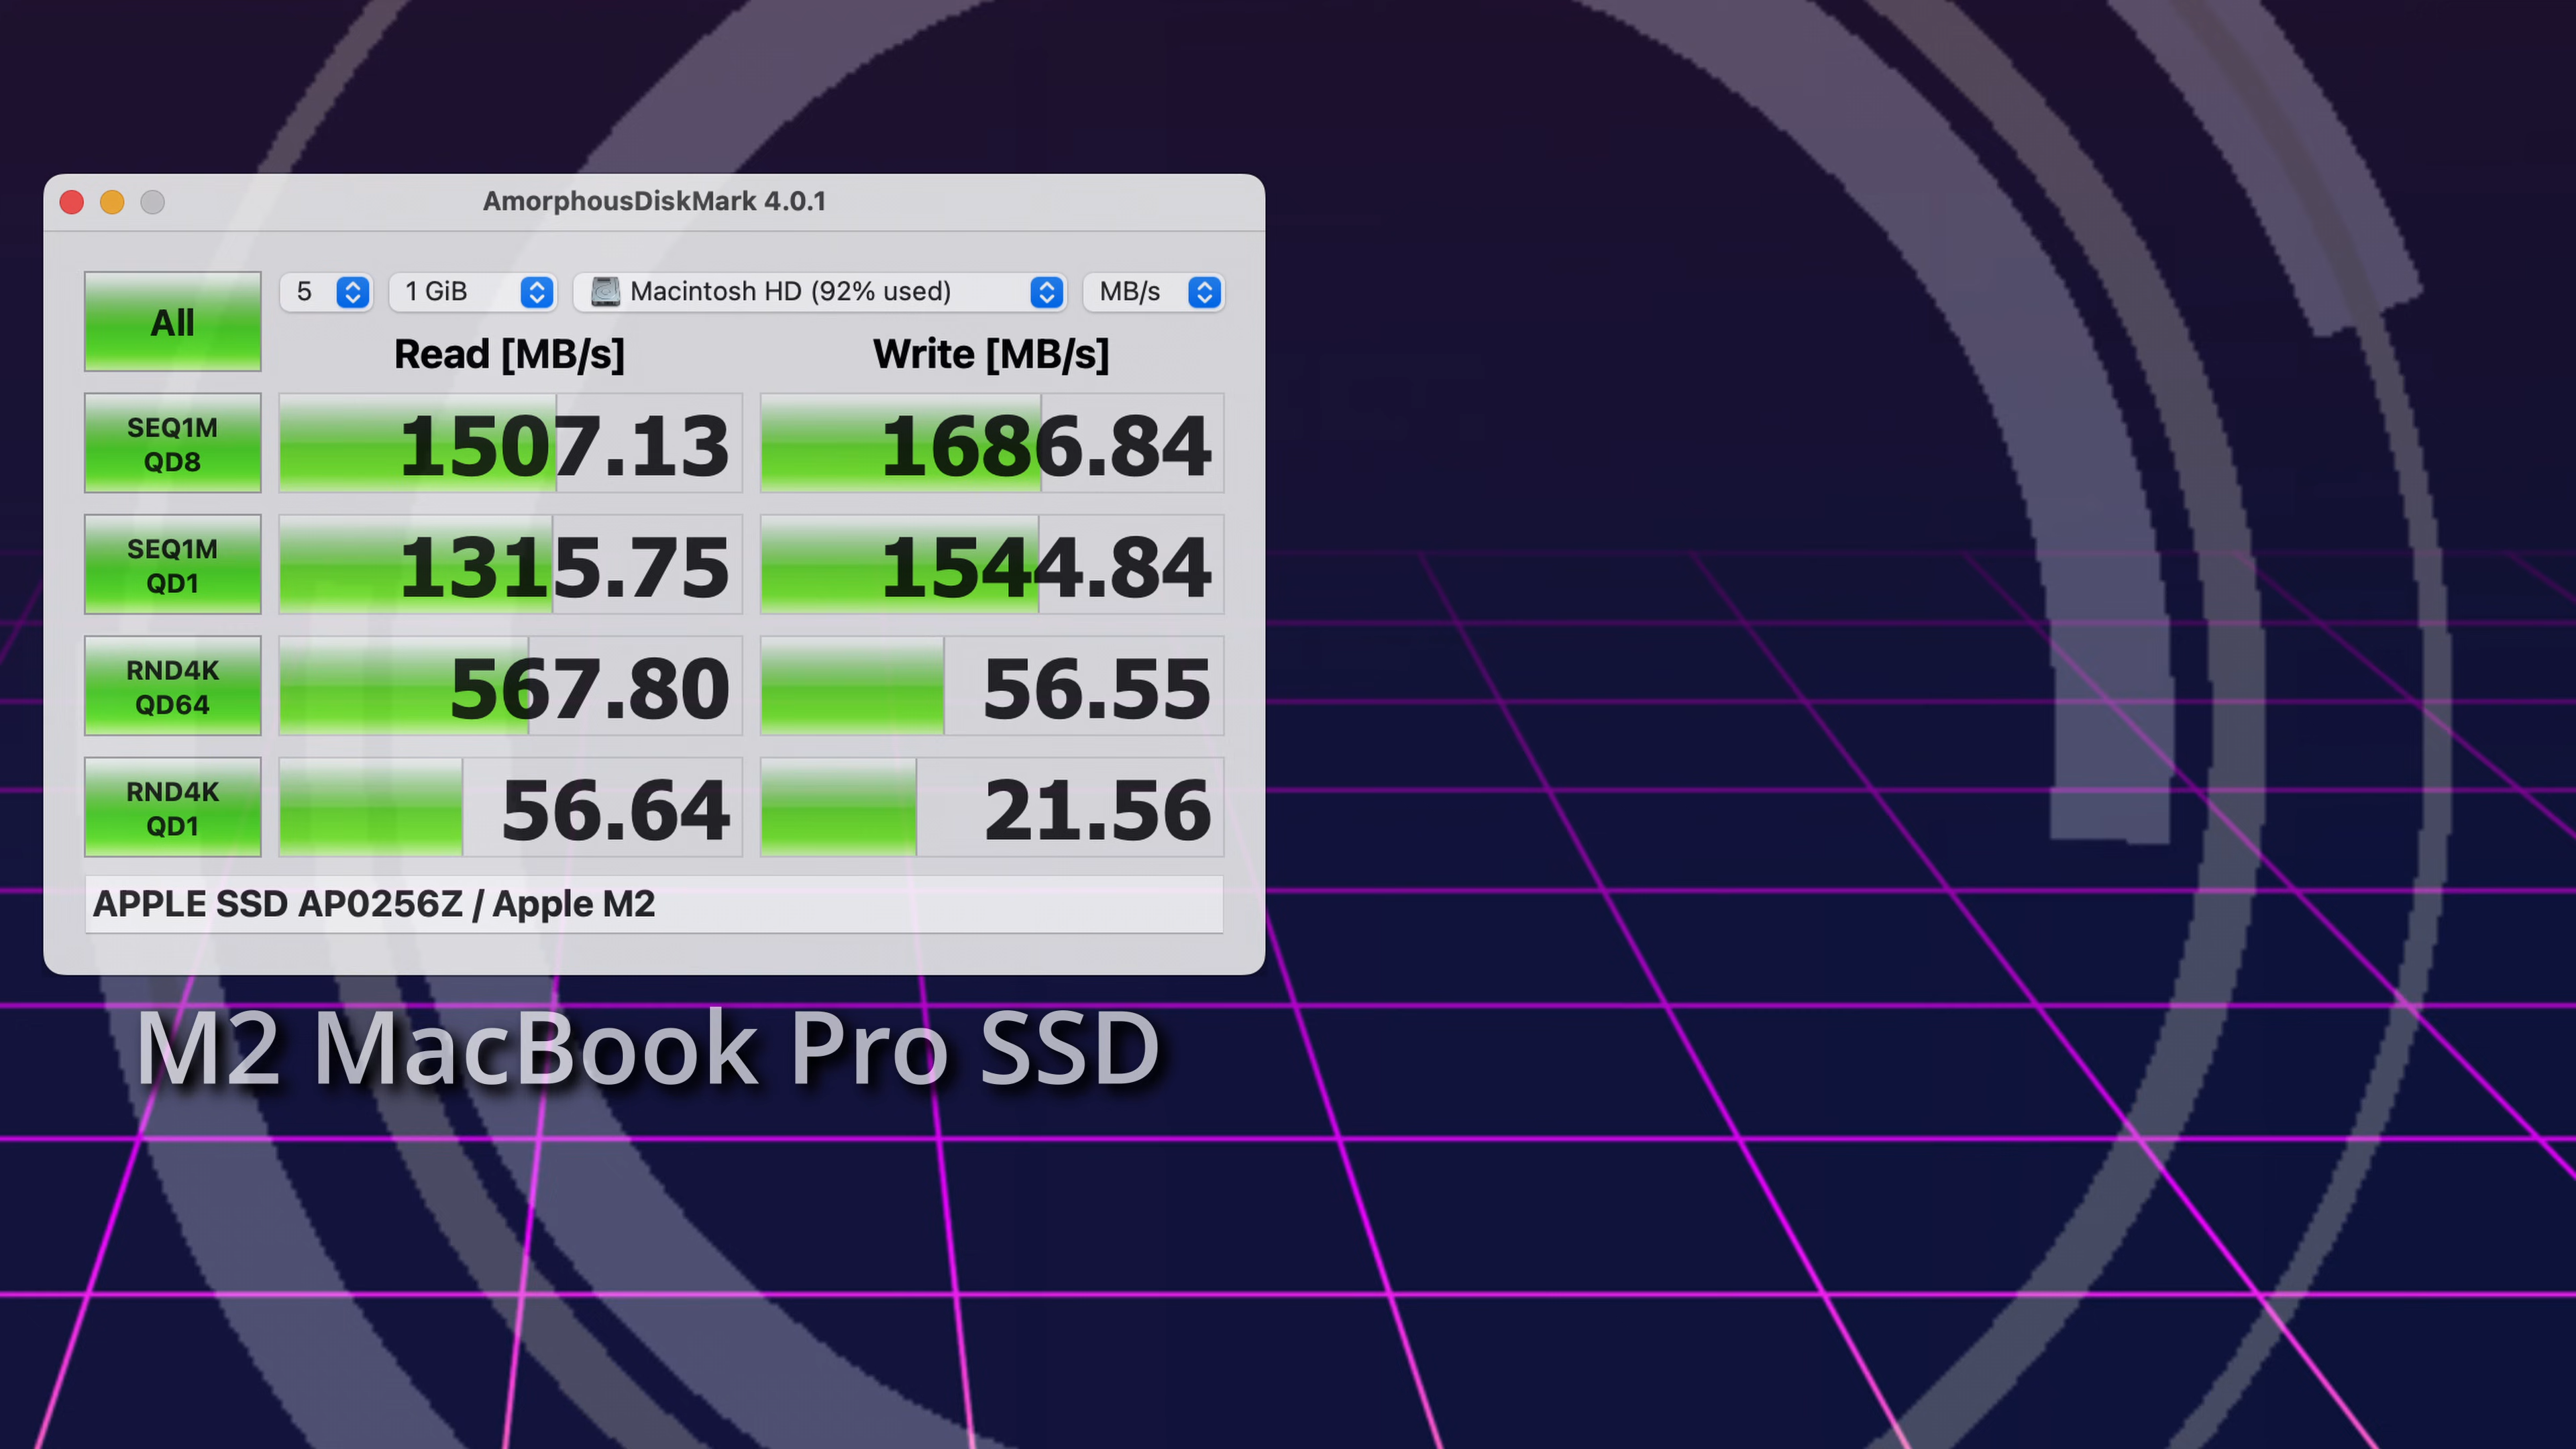 AmorphousDiskMark 4.0.1
All
5
1 GiB
Macintosh HD (92% used)
MB/s
Read [MB/s]
Write [MB/s]
SEQ1M
QD8
1507.13
1686.84
SEQ1M
QD1
1315.75
1544.84
RND4K
QD64
567.80
56.55
RND4K
QD1
56.64
21.56
APPLE SSD AP0256Z / Apple M2
M2 MacBook Pro SSD